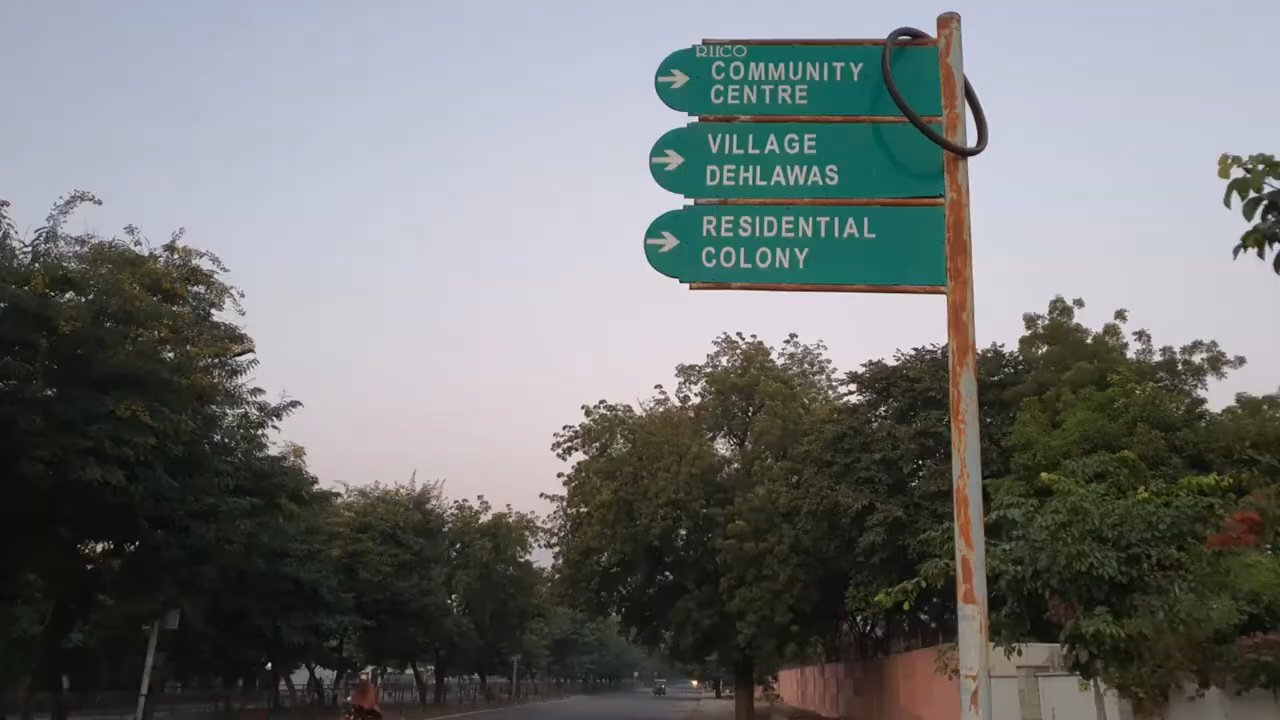 RIICO
COMMUNITY
CENTRE
VILLAGE
DEHLAWAS
RESIDENTIAL
COLONY